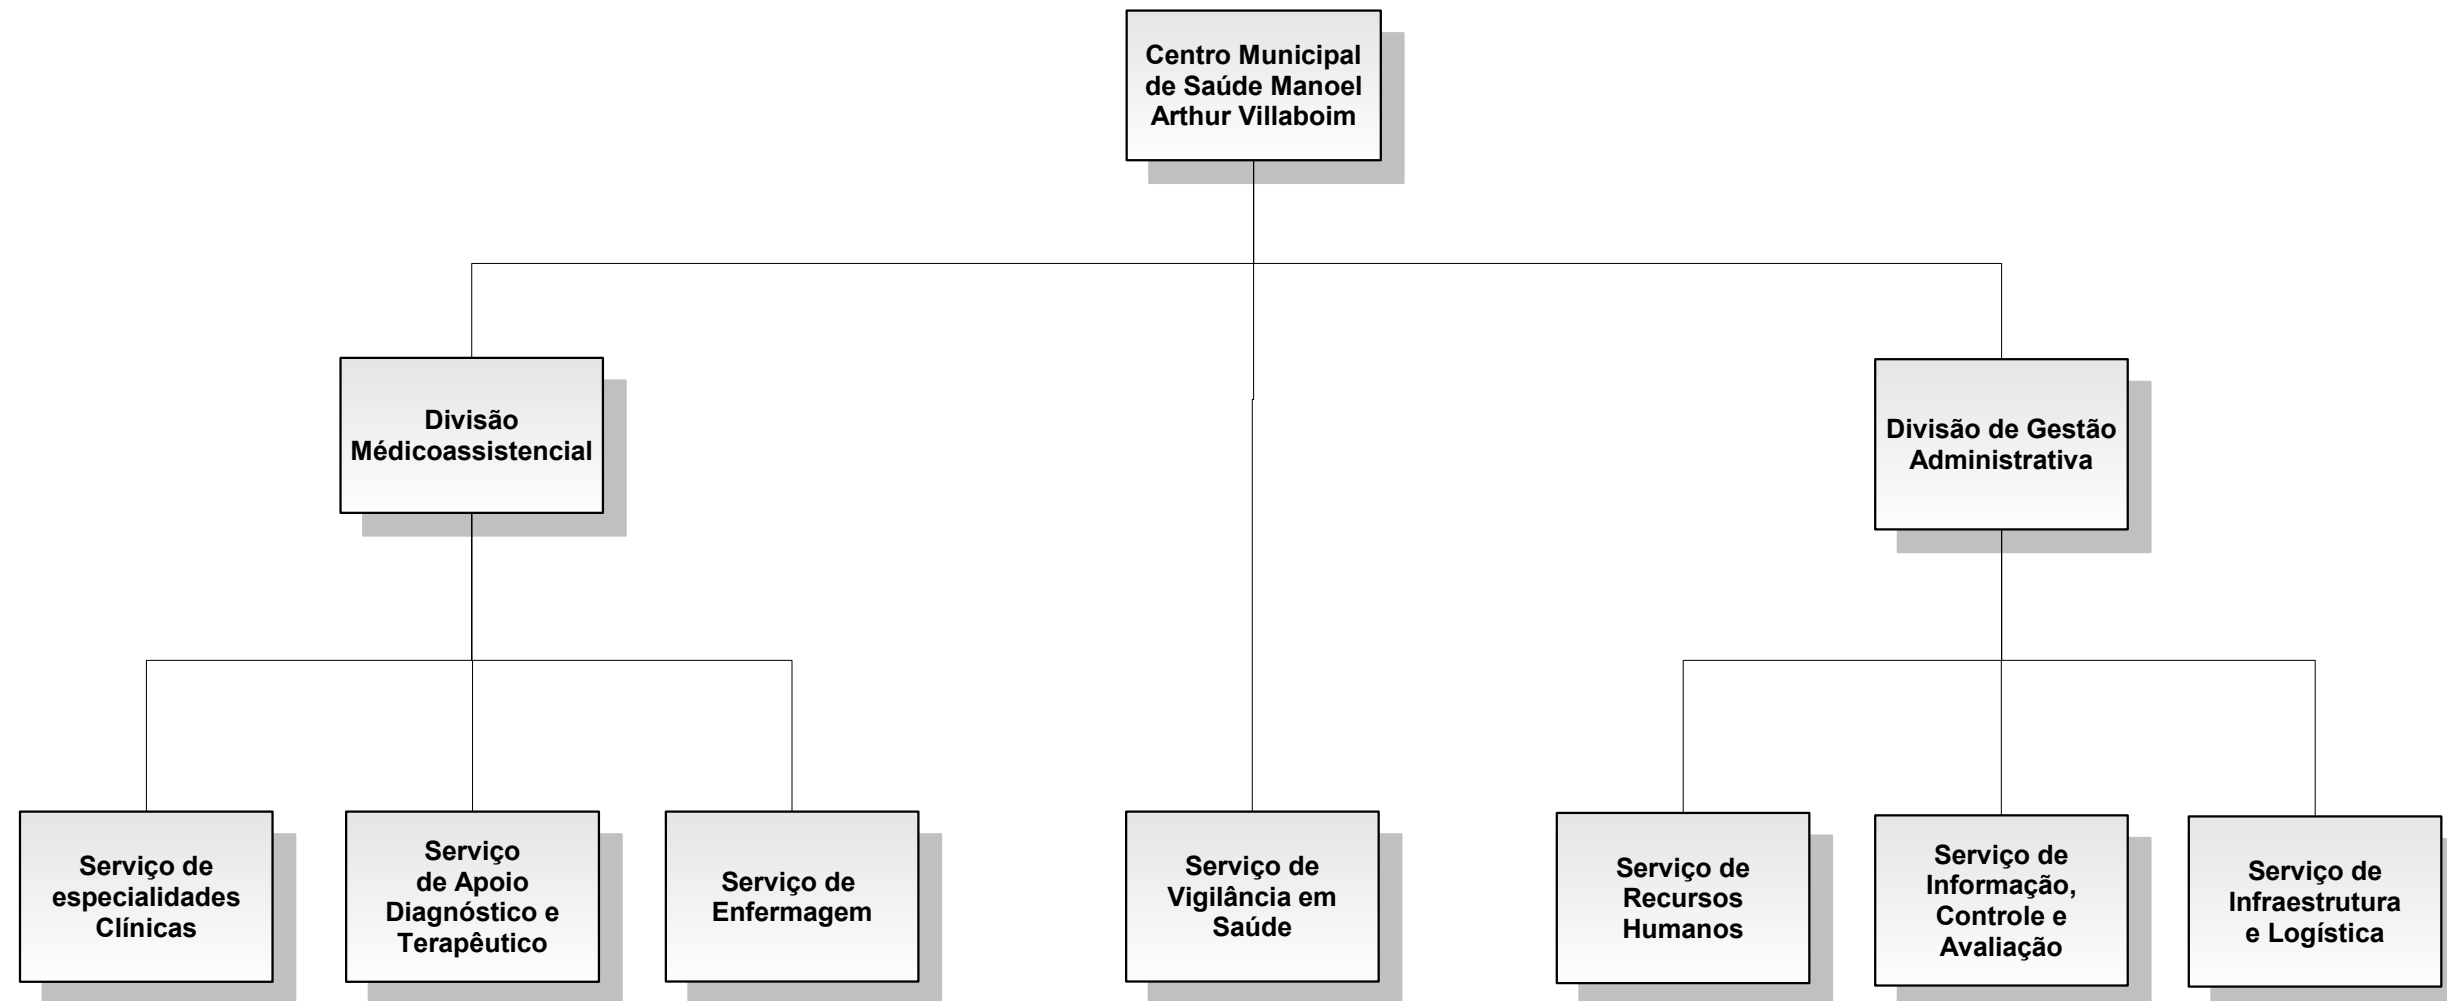 Centro Municipal
de Saúde Manoel
Arthur Villaboim
Divisão
Médicoassistencial
Divisão de Gestão
Administrativa
Serviço de
especialidades
Clínicas
Serviço
de Apoio
Diagnóstico e
Terapêutico
Serviço de
Enfermagem
Serviço de
Vigilância em
Saúde
Serviço de
Recursos
Humanos
Serviço de
Informação,
Controle e
Avaliação
Serviço de
Infraestrutura
e Logística